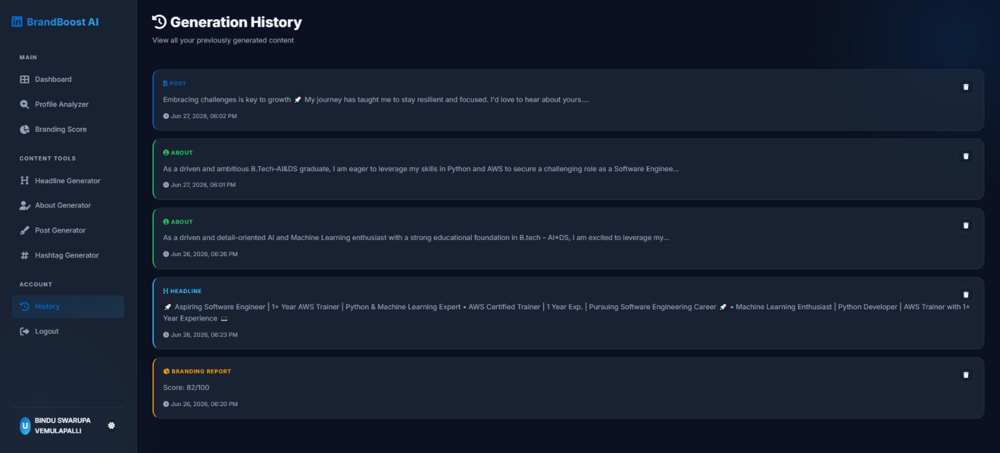 BrandBoost AI
MAIN
Dashboard
Profile Analyzer
Branding Score
CONTENT TOOLS
Headline Generator
About Generator
Post Generator
Hashtag Generator
ACCOUNT
History
Logout
U
BINDU SWARUPA
VEMULAPALLI
Generation History
View all your previously generated content
POST
Embracing challenges is key to growth 🚀 My journey has taught me to stay resilient and focused. I'd love to hear about yours....
Jun 27, 2026, 06:02 PM
ABOUT
As a driven and ambitious B.Tech-AI&DS graduate, I am eager to leverage my skills in Python and AWS to secure a challenging role as a Software Enginee...
Jun 27, 2026, 06:01 PM
ABOUT
As a driven and detail-oriented AI and Machine Learning enthusiast with a strong educational foundation in B.tech - AI*DS, I am excited to leverage my...
Jun 26, 2026, 06:26 PM
HEADLINE
🚀 Aspiring Software Engineer | 1+ Year AWS Trainer | Python & Machine Learning Expert • AWS Certified Trainer | 1 Year Exp. | Pursuing Software Engineering Career 🚀 • Machine Learning Enthusiast | Python Developer | AWS Trainer with 1+
Year Experience 💻
Jun 26, 2026, 06:23 PM
BRANDING REPORT
Score: 82/100
Jun 26, 2026, 06:20 PM